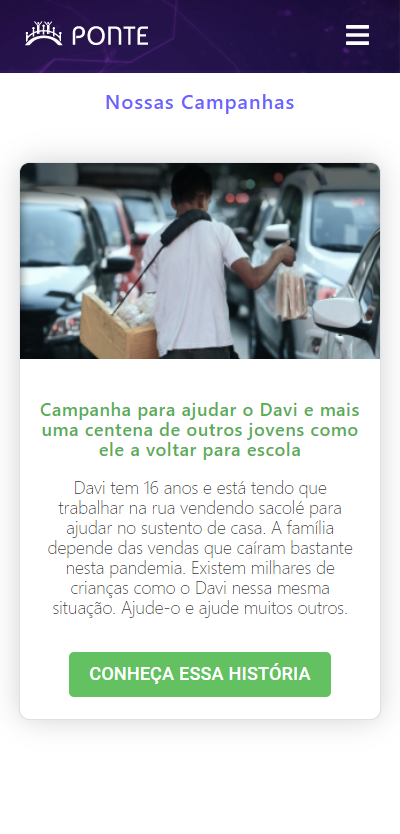 PONTE
Nossas Campanhas
Campanha para ajudar o Davi e mais
uma centena de outros jovens como
ele a voltar para escola
Davi tem 16 anos e está tendo que
trabalhar na rua vendendo sacolé para
ajudar no sustento de casa. A família
depende das vendas que caíram bastante
nesta pandemia. Existem milhares de
crianças como o Davi nessa mesma
situação. Ajude-o e ajude muitos outros.
CONHEÇA ESSA HISTÓRIA